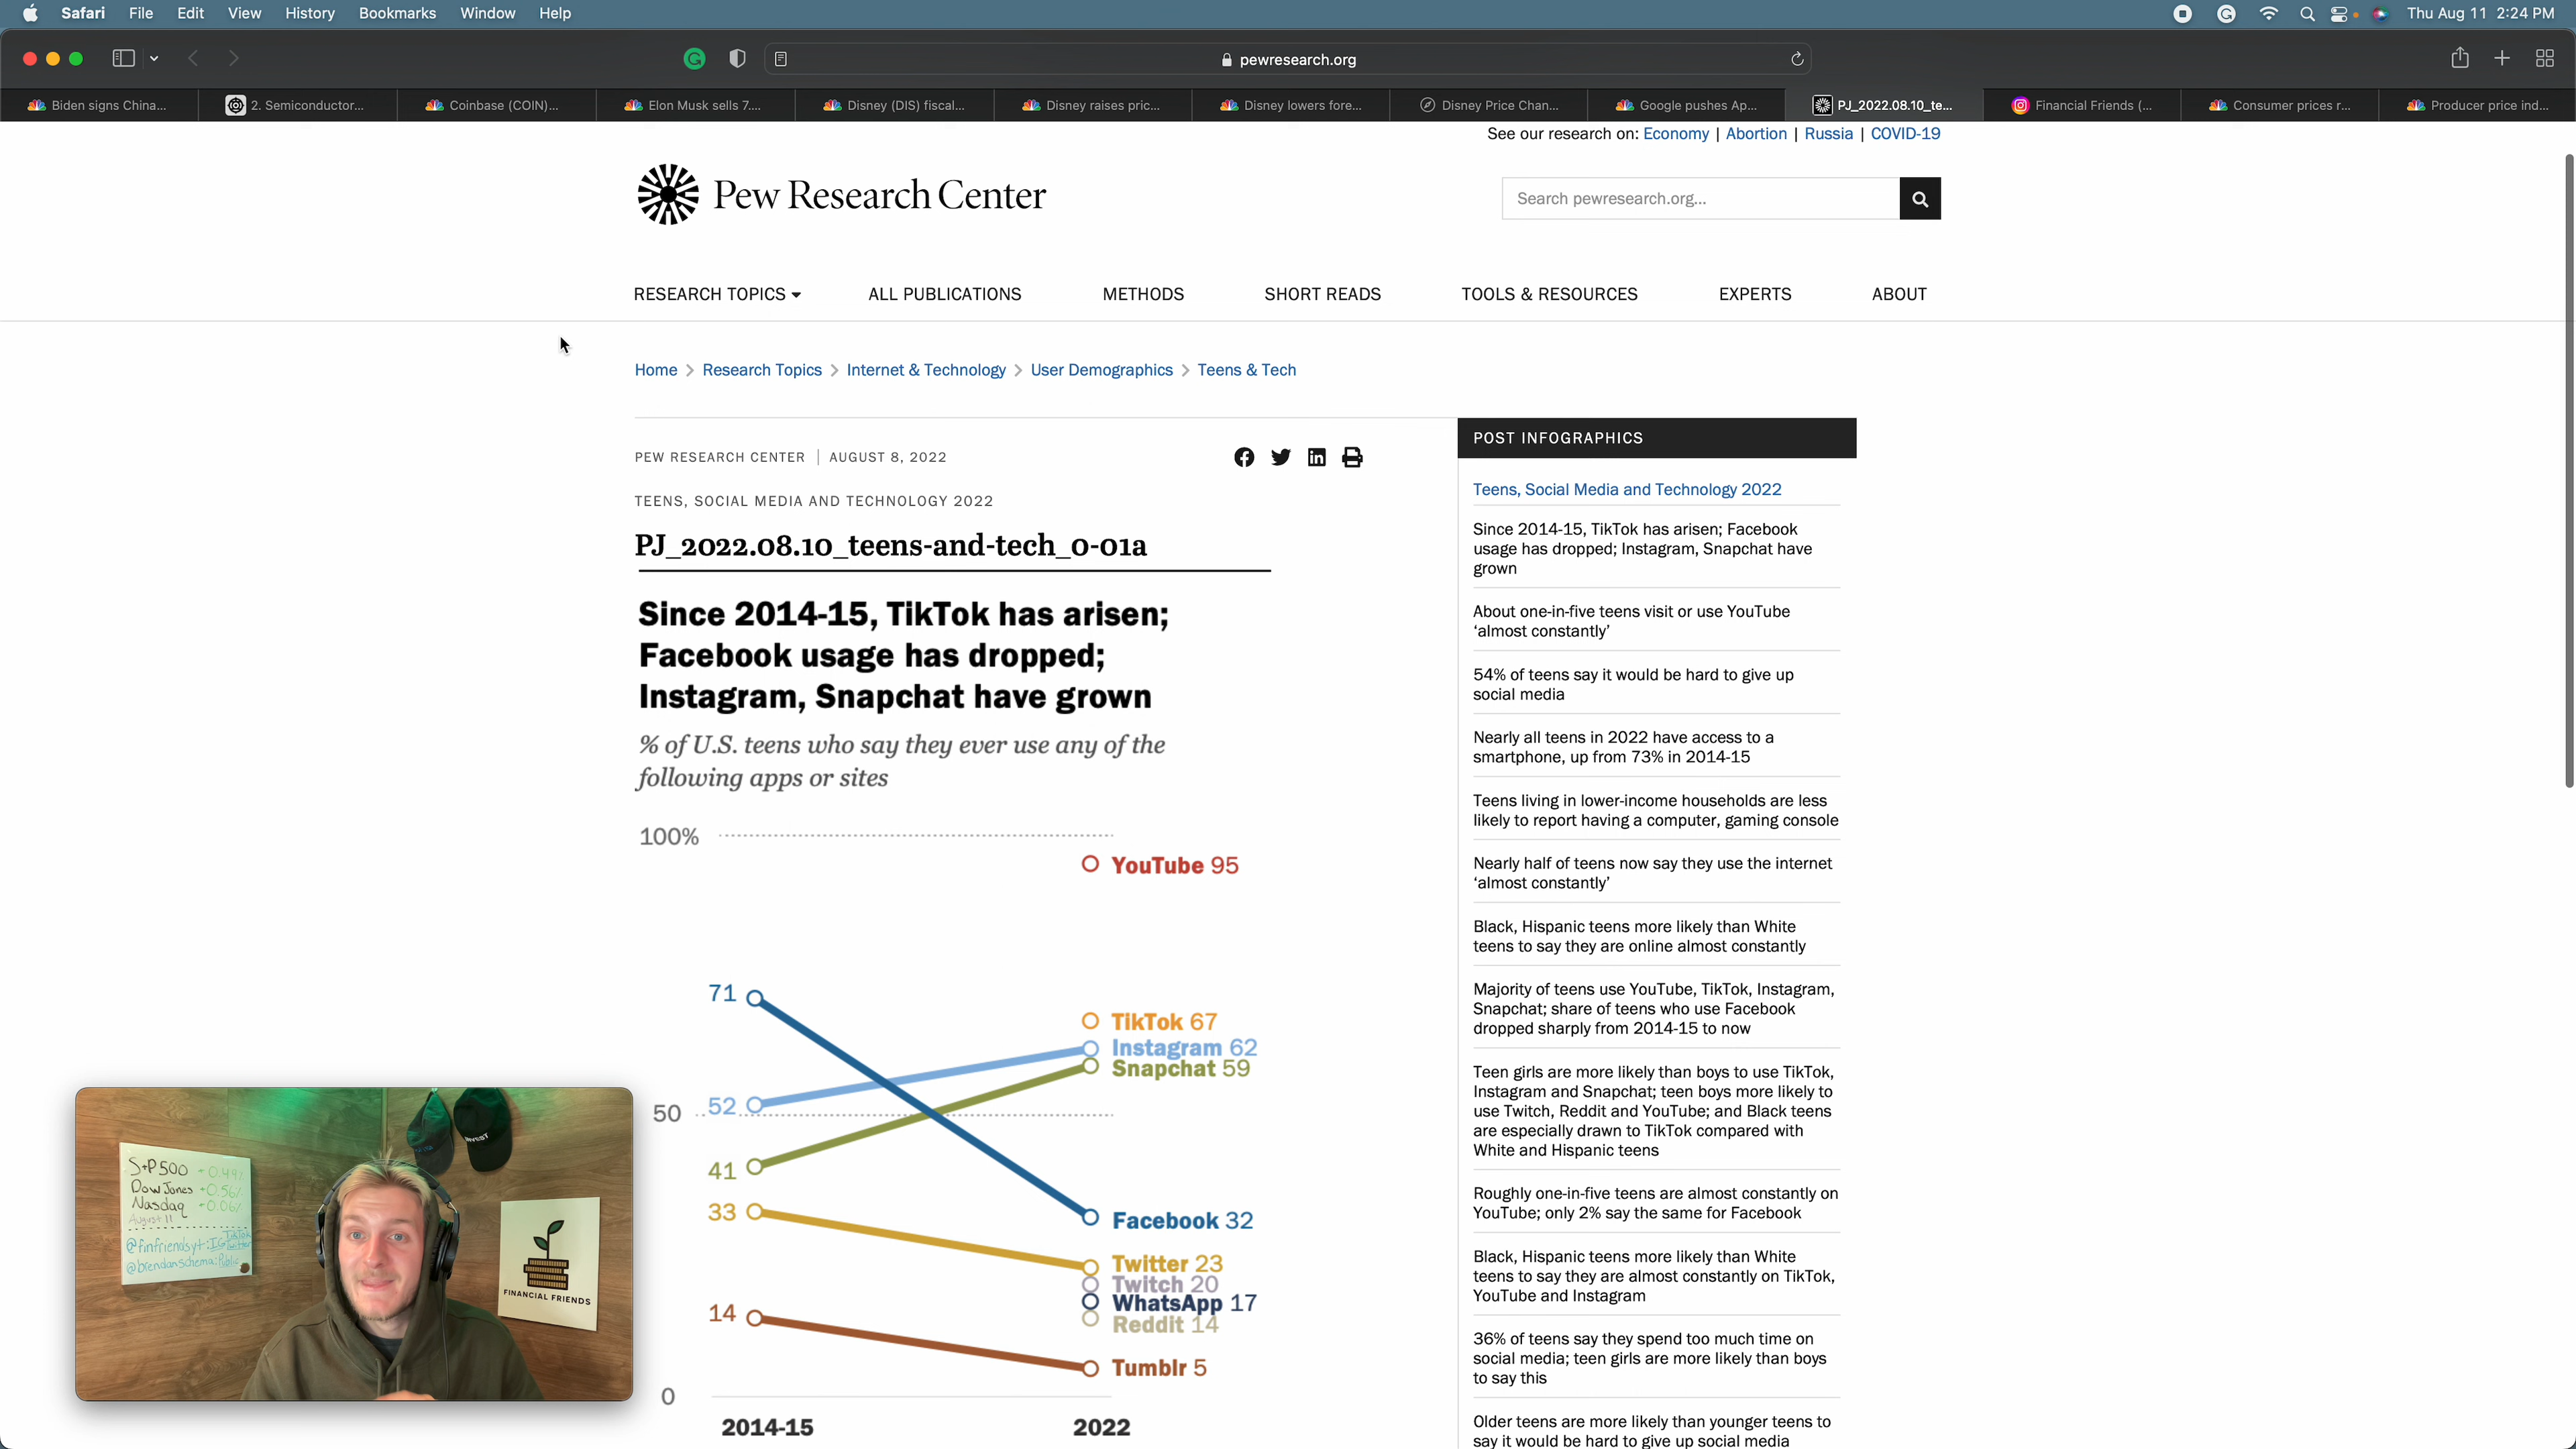 Safari File Edit View History Bookmarks Window Help
Thu Aug 11 2:24 PM
pewresearch.org
Biden signs China...
2. Semiconductor...
Coinbase (COIN)...
Elon Musk sells 7....
Disney (DIS) fiscal...
Disney raises pric...
Disney lowers fore...
Disney Price Chan...
Google pushes Ap...
PJ_2022.08.10_te...
Financial Friends (...
Consumer prices r...
Producer price ind...
See our research on: Economy | Abortion | Russia | COVID-19
Pew Research Center
Search pewresearch.org...
RESEARCH TOPICS
ALL PUBLICATIONS
METHODS
SHORT READS
TOOLS & RESOURCES
EXPERTS
ABOUT
Home > Research Topics > Internet & Technology > User Demographics > Teens & Tech
PEW RESEARCH CENTER | AUGUST 8, 2022
TEENS, SOCIAL MEDIA AND TECHNOLOGY 2022
PJ_2022.08.10_teens-and-tech_0-01a
Since 2014-15, TikTok has arisen;
Facebook usage has dropped;
Instagram, Snapchat have grown
% of U.S. teens who say they ever use any of the
following apps or sites
100%
YouTube 95
71
TikTok 67
Instagram 62
Snapchat 59
50
52
41
33
Facebook 32
Twitter 23
Twitch 20
WhatsApp 17
Reddit 14
14
Tumblr 5
0
2014-15
2022
POST INFOGRAPHICS
Teens, Social Media and Technology 2022
Since 2014-15, TikTok has arisen; Facebook
usage has dropped; Instagram, Snapchat have
grown
About one-in-five teens visit or use YouTube
‘almost constantly’
54% of teens say it would be hard to give up
social media
Nearly all teens in 2022 have access to a
smartphone, up from 73% in 2014-15
Teens living in lower-income households are less
likely to report having a computer, gaming console
Nearly half of teens now say they use the internet
‘almost constantly’
Black, Hispanic teens more likely than White
teens to say they are online almost constantly
Majority of teens use YouTube, TikTok, Instagram,
Snapchat; share of teens who use Facebook
dropped sharply from 2014-15 to now
Teen girls are more likely than boys to use TikTok,
Instagram and Snapchat; teen boys more likely to
use Twitch, Reddit and YouTube; and Black teens
are especially drawn to TikTok compared with
White and Hispanic teens
Roughly one-in-five teens are almost constantly on
YouTube; only 2% say the same for Facebook
Black, Hispanic teens more likely than White
teens to say they are almost constantly on TikTok,
YouTube and Instagram
36% of teens say they spend too much time on
social media; teen girls are more likely than boys
to say this
Older teens are more likely than younger teens to
say it would be hard to give up social media
S+P 500
Dow Jones +0.56%
Nasdaq +0.06%
August 11
@finfriendsyt: IG TikTok Twitter
@brendanschema: Public
INVEST
FINANCIAL FRIENDS